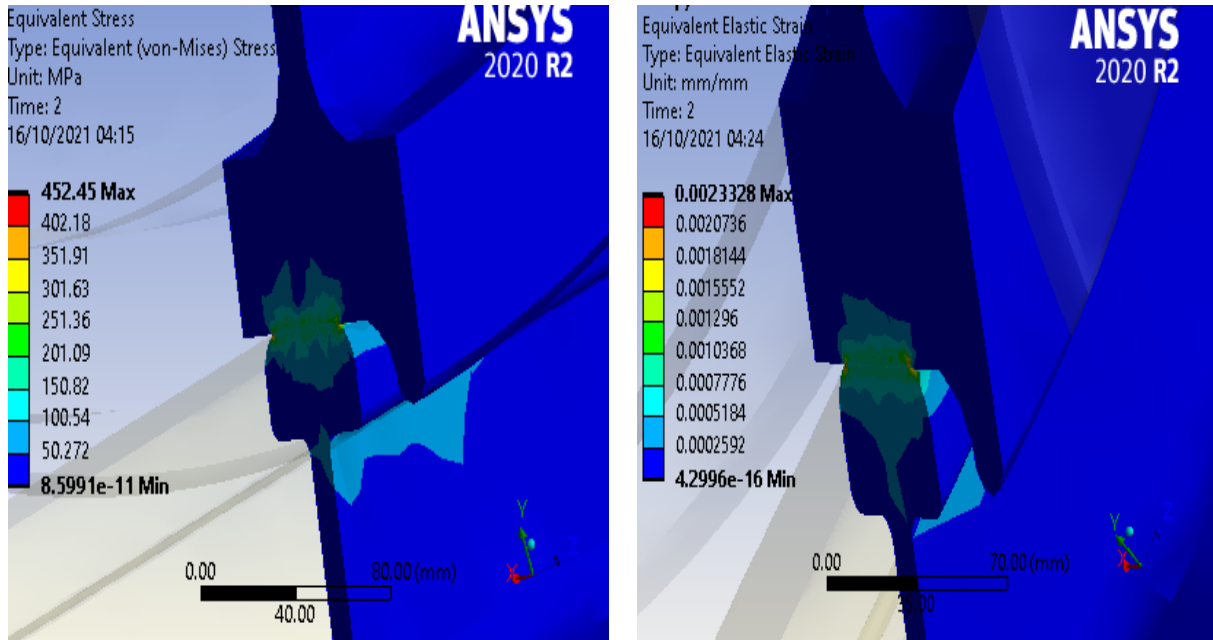 Equivalent Stress
Type: Equivalent (von-Mises) Stress
Unit: MPa
Time: 2
16/10/2021 04:15
ANSYS
2020 R2
452.45 Max
402.18
351.91
301.63
251.36
201.09
150.82
100.54
50.272
8.5991e-11 Min
0.00
80.00 (mm)
40.00
Y
Z
X
Equivalent Elastic Strain
Type: Equivalent Elastic Strain
Unit: mm/mm
Time: 2
16/10/2021 04:24
ANSYS
2020 R2
0.0023328 Max
0.0020736
0.0018144
0.0015552
0.001296
0.0010368
0.0007776
0.0005184
0.0002592
4.2996e-16 Min
0.00
70.00 (mm)
35.00
Y
X